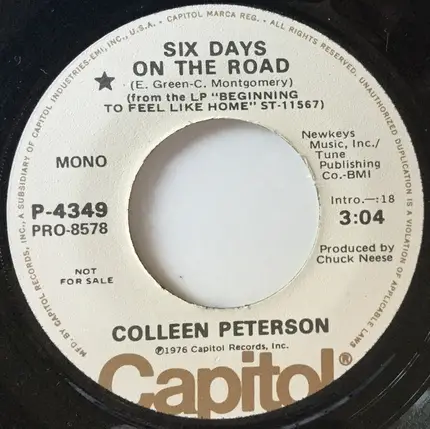 CAPITOL MARCA REG. • ALL RIGHTS RESERVED. UNAUTHORIZED DUPLICATION IS A VIOLATION OF APPLICABLE LAWS
MFD. BY CAPITOL RECORDS, INC., A SUBSIDIARY OF CAPITOL INDUSTRIES-EMI, INC., U.S.A. •
SIX DAYS
ON THE ROAD
(E. Green-C. Montgomery)
(from the LP "BEGINNING
TO FEEL LIKE HOME" ST-11567)
MONO
Newkeys
Music, Inc./
Tune
Publishing
Co.-BMI
P-4349
PRO-8578
Intro.—:18
3:04
NOT
FOR SALE
Produced by
Chuck Neese
COLLEEN PETERSON
℗1976 Capitol Records, Inc.
Capitol®